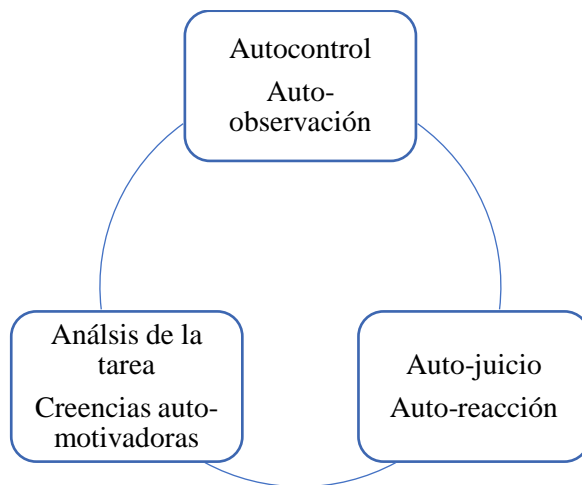 Autocontrol
Auto-
observación
Análsis de la
tarea
Creencias auto-
motivadoras
Auto-juicio
Auto-reacción